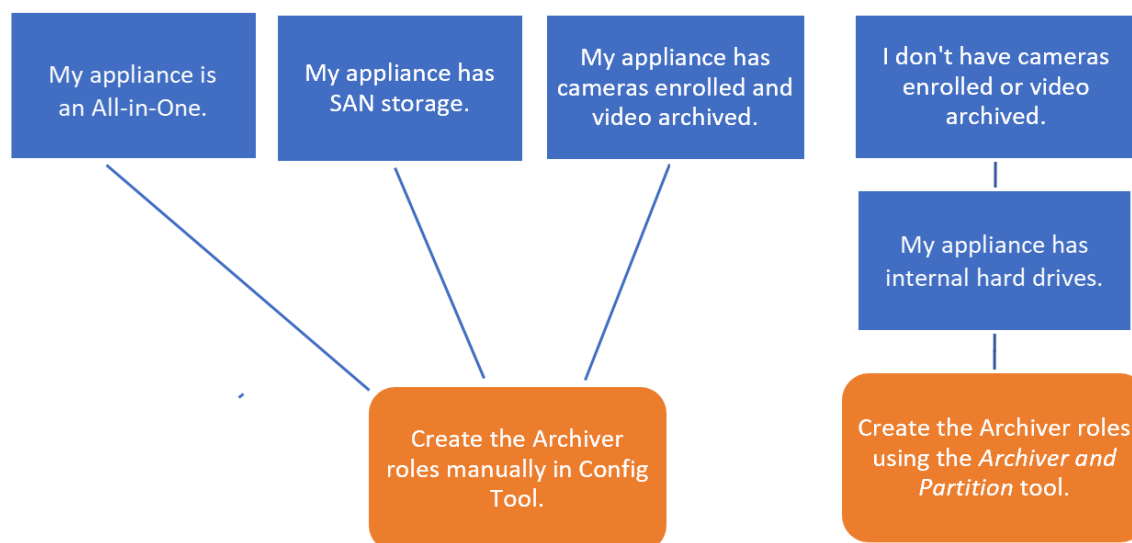 My appliance is
an All-in-One.
My appliance has
SAN storage.
My appliance has
cameras enrolled and
video archived.
I don't have cameras
enrolled or video
archived.
My appliance has
internal hard drives.
Create the Archiver
roles manually in Config
Tool.
Create the Archiver roles
using the Archiver and
Partition tool.